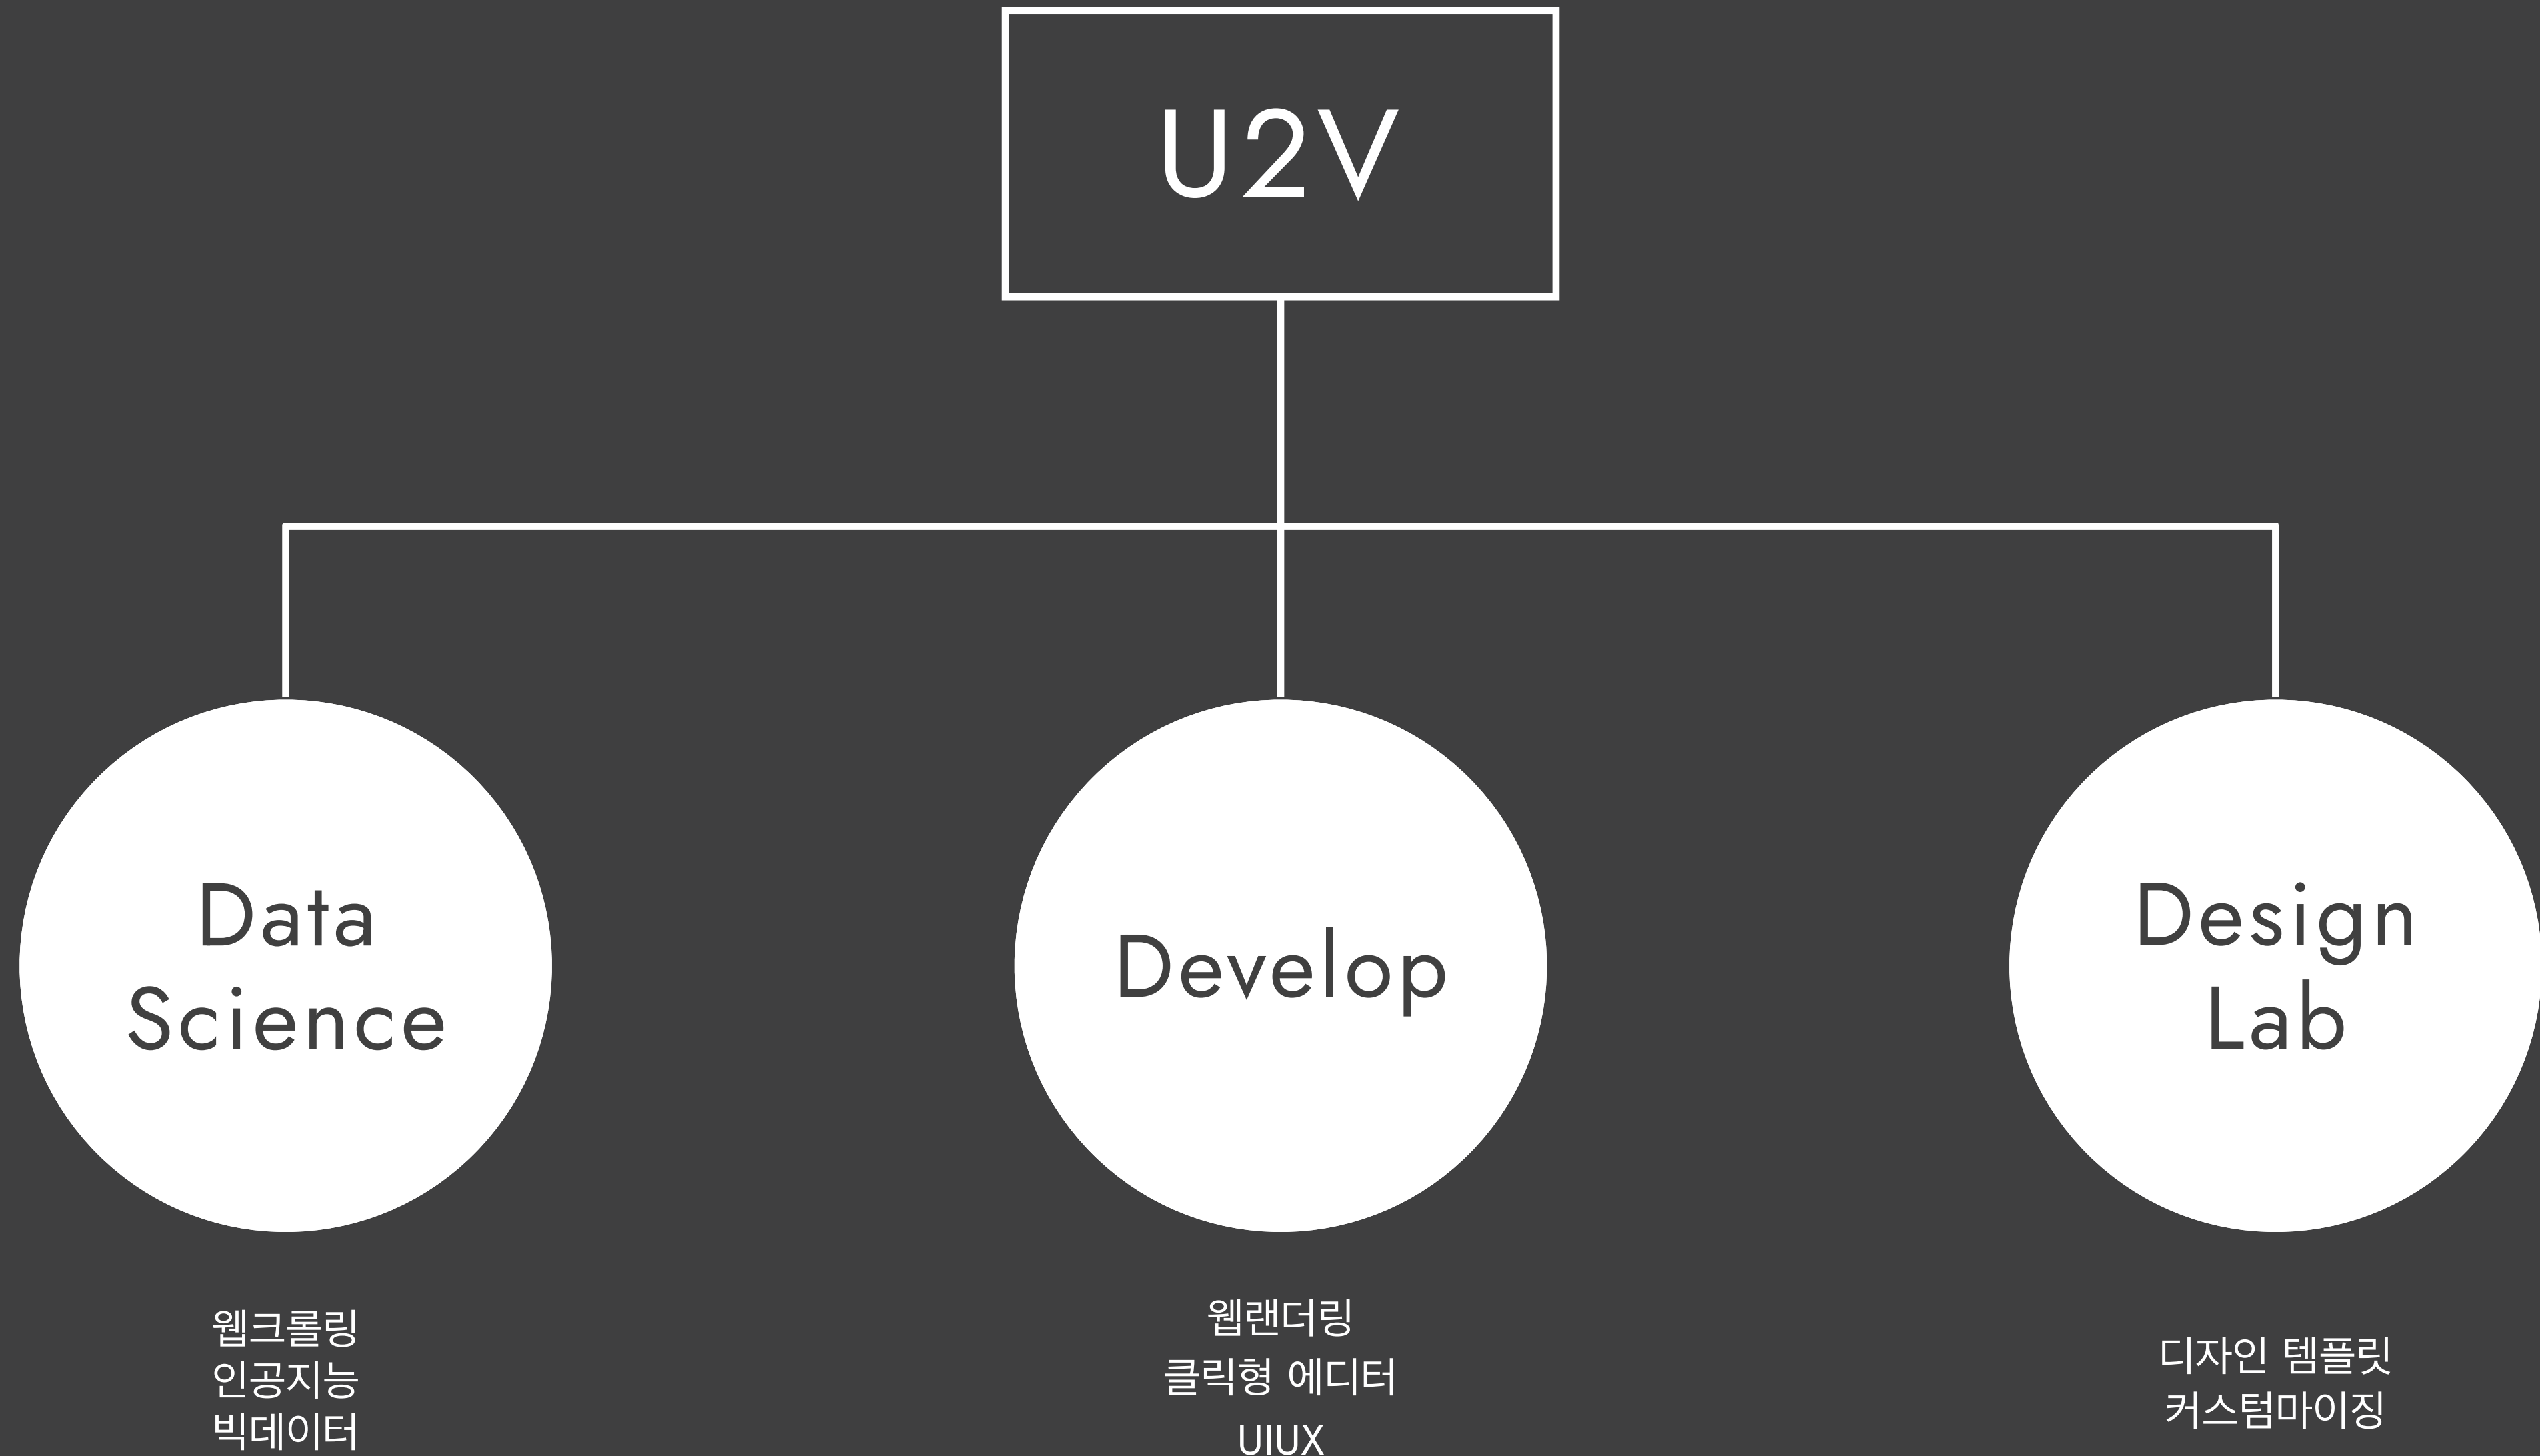 U2V
Data
Science
Develop
Design
Lab
웹크롤링
인공지능
빅데이터
웹랜더링
클릭형 에디터
UIUX
디자인 템플릿
커스텀마이징